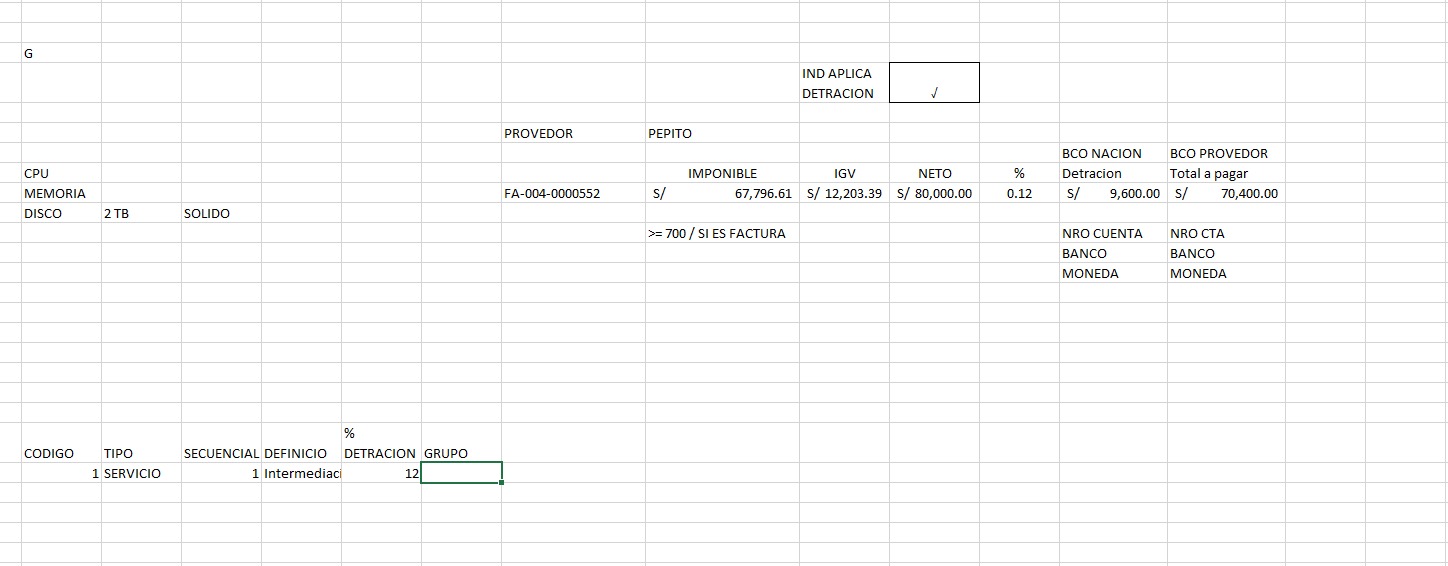 G
IND APLICA
DETRACION √
PROVEDOR PEPITO
BCO NACION BCO PROVEDOR
CPU IMPONIBLE IGV NETO % Detracion Total a pagar
MEMORIA FA-004-0000552 S/ 67,796.61 S/ 12,203.39 S/ 80,000.00 0.12 S/ 9,600.00 S/ 70,400.00
DISCO 2 TB SOLIDO
>= 700 / SI ES FACTURA NRO CUENTA NRO CTA
BANCO BANCO
MONEDA MONEDA
%
CODIGO TIPO SECUENCIAL DEFINICIO DETRACION GRUPO
1 SERVICIO 1 Intermediaci 12